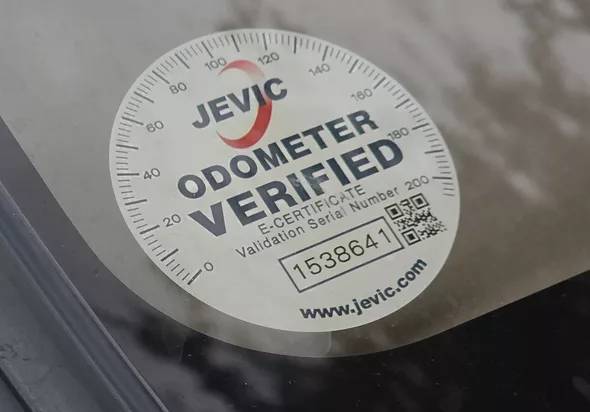 0 20 40 60 80 100 120 140 160 180 200
JEVIC
ODOMETER
VERIFIED
E-CERTIFICATE
Validation Serial Number
1538641
www.jevic.com